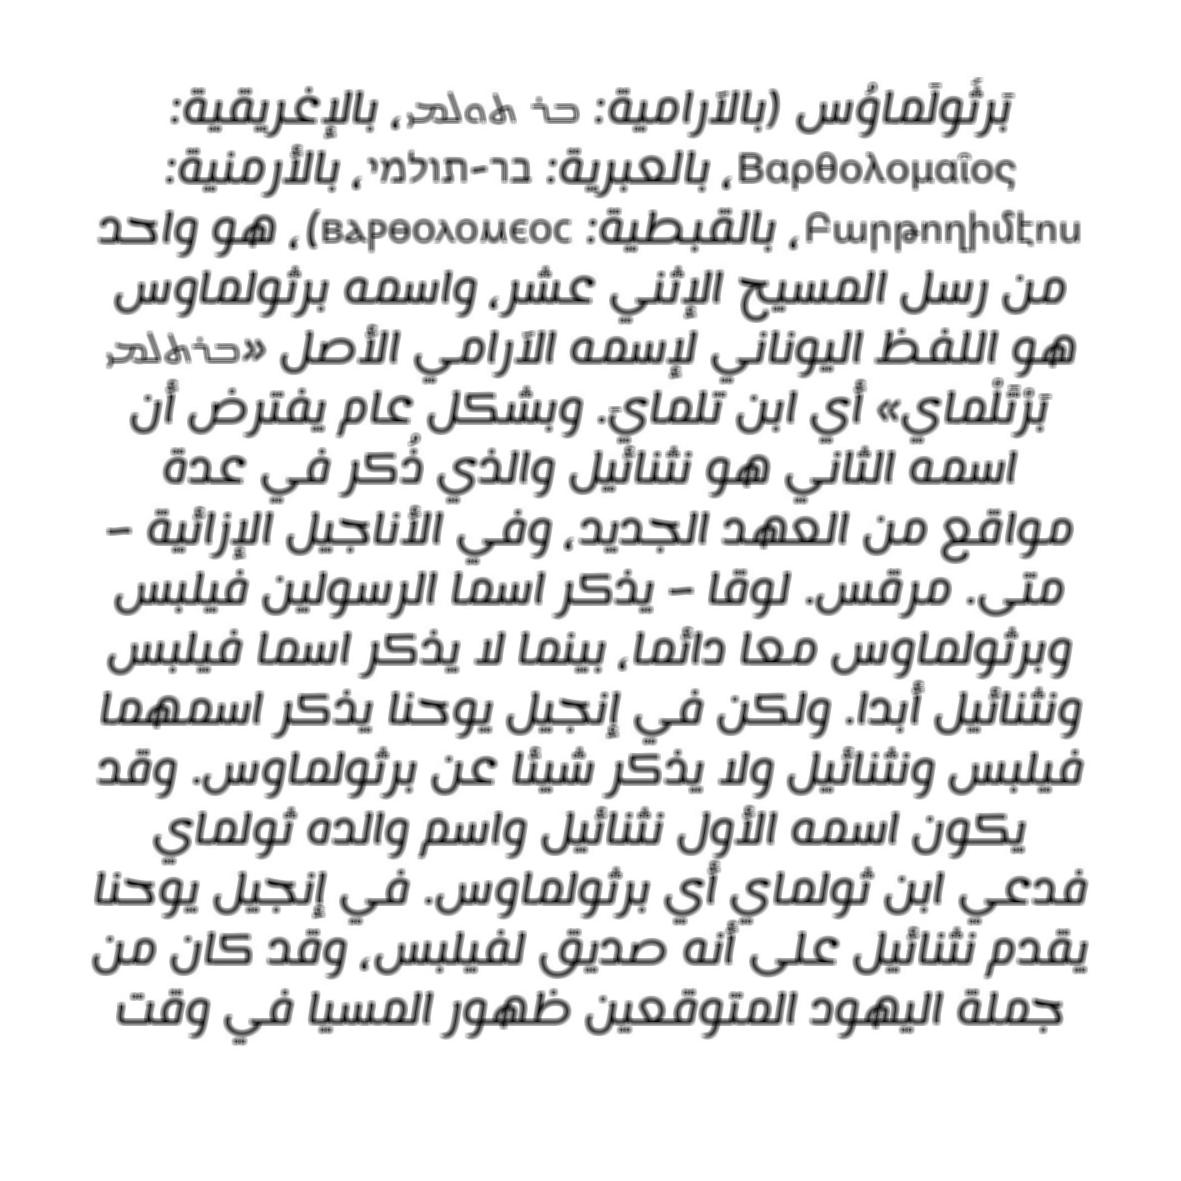 بَرثُولَماوُس (بالآرامية: ܒܪ ܬܘܠܡܝ، بالإغريقية:
Βαρθολομαῖος، بالعبرية: בר-תולמי، بالأرمنية:
Բարթողիմէոս، بالقبطية: ⲃⲁⲣⲑⲟⲗⲟⲙⲉⲟⲥ)، هو واحد
من رسل المسيح الإثني عشر، واسمه برثولماوس
هو اللفظ اليوناني لإسمه الآرامي الأصل «ܒܪܬܠܡܝ
بَرْتَّلْماي» أي ابن تلمايَ. وبشكل عام يفترض أن
اسمه الثاني هو نثنائيل والذي ذُكر في عدة
مواقع من العهد الجديد، وفي الأناجيل الإزائية –
متى. مرقس. لوقا – يذكر اسما الرسولين فيلبس
وبرثولماوس معا دائما، بينما لا يذكر اسما فيلبس
ونثنائيل أبدا. ولكن في إنجيل يوحنا يذكر اسمهما
فيلبس ونثنائيل ولا يذكر شيئا عن برثولماوس. وقد
يكون اسمه الأول نثنائيل واسم والده ثولماي
فدعي ابن ثولماي أي برثولماوس. في إنجيل يوحنا
يقدم نثنائيل على أنه صديق لفيلبس، وقد كان من
جملة اليهود المتوقعين ظهور المسيا في وقت